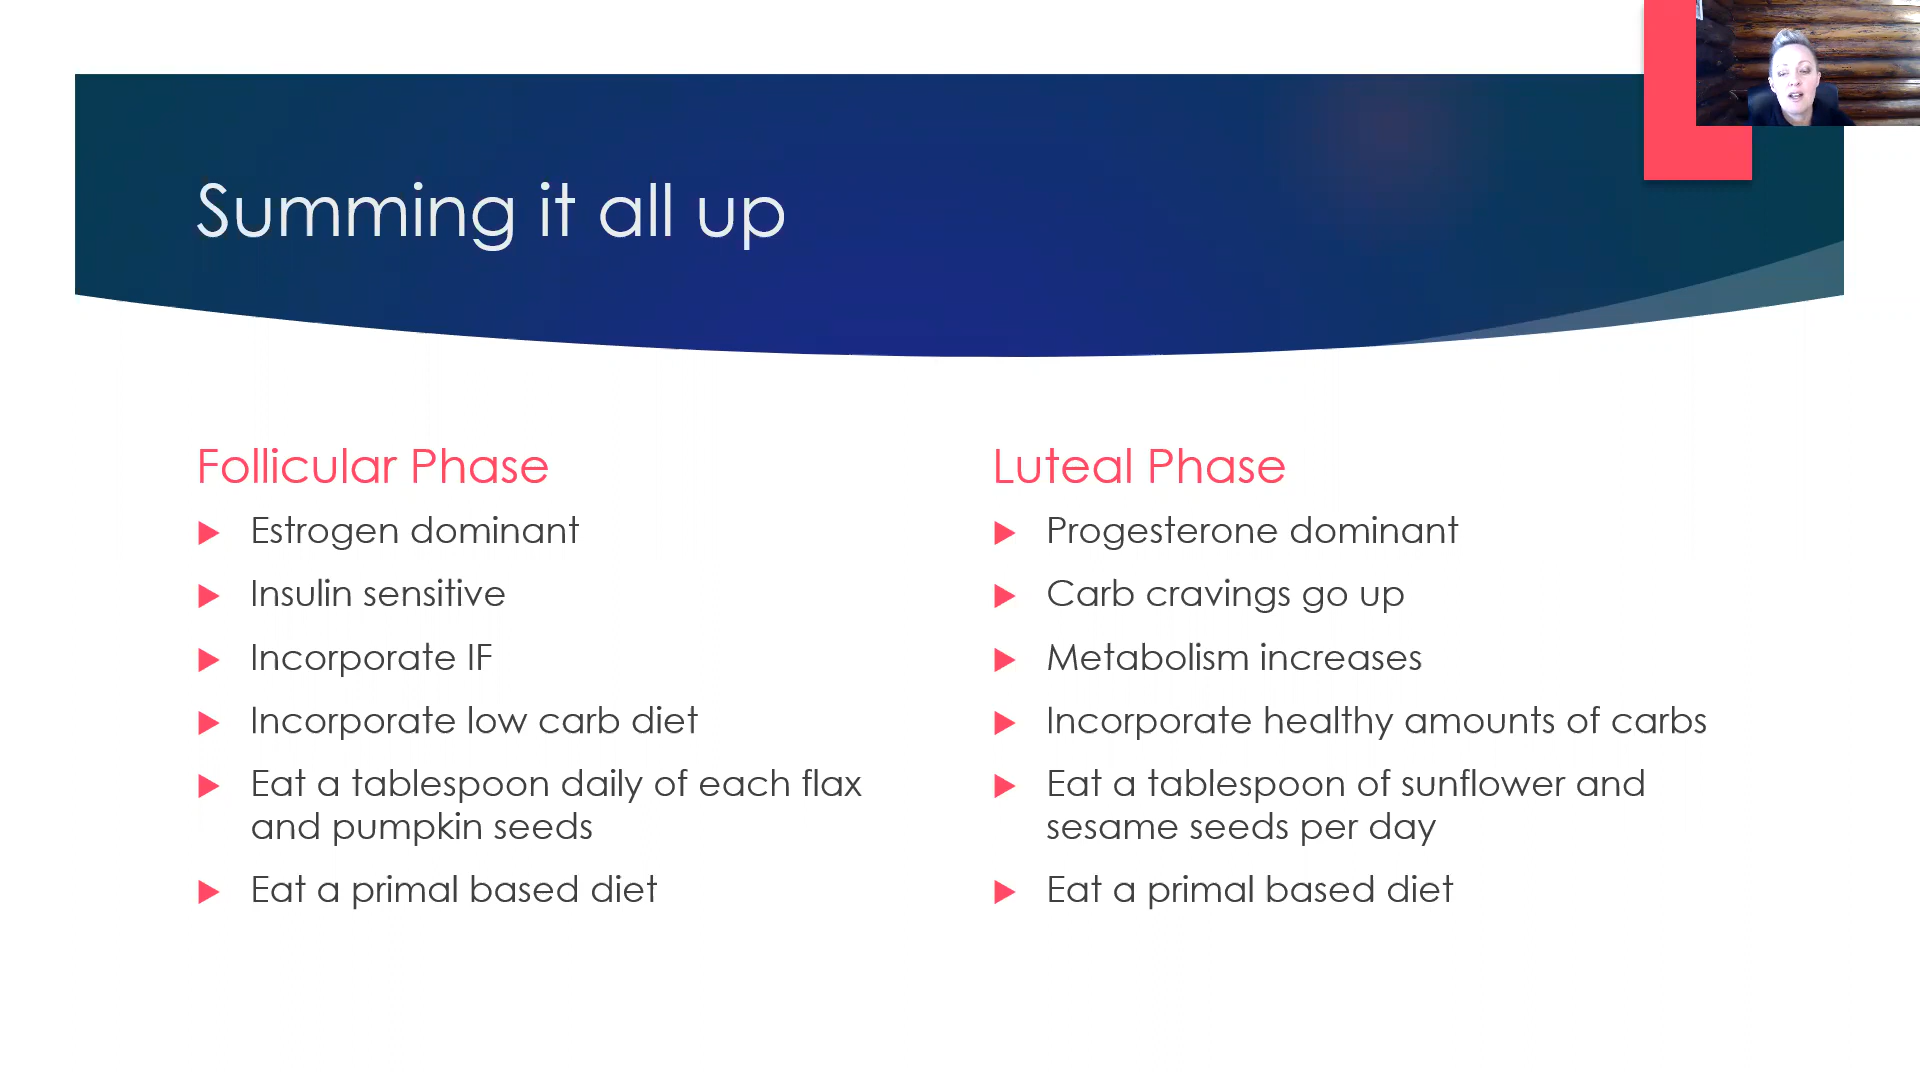 Summing it all up
Follicular Phase
Estrogen dominant
Insulin sensitive
Incorporate IF
Incorporate low carb diet
Eat a tablespoon daily of each flax
and pumpkin seeds
Eat a primal based diet
Luteal Phase
Progesterone dominant
Carb cravings go up
Metabolism increases
Incorporate healthy amounts of carbs
Eat a tablespoon of sunflower and
sesame seeds per day
Eat a primal based diet